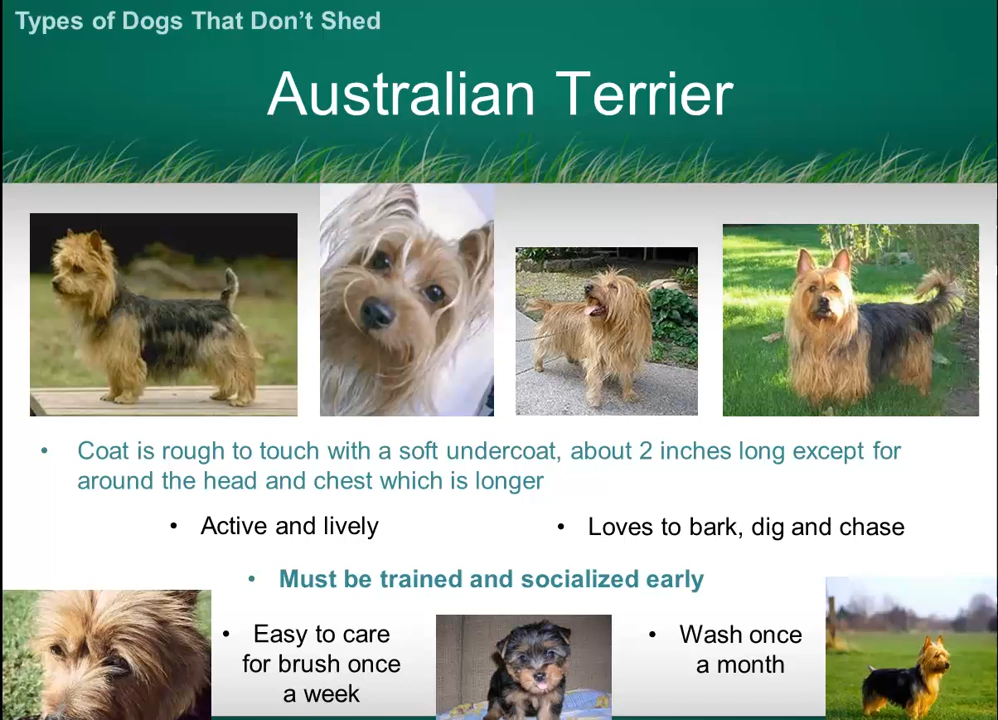 Types of Dogs That Don’t Shed
Australian Terrier
• Coat is rough to touch with a soft undercoat, about 2 inches long except for
around the head and chest which is longer
• Active and lively
• Loves to bark, dig and chase
• Must be trained and socialized early
• Easy to care
for brush once
a week
• Wash once
a month